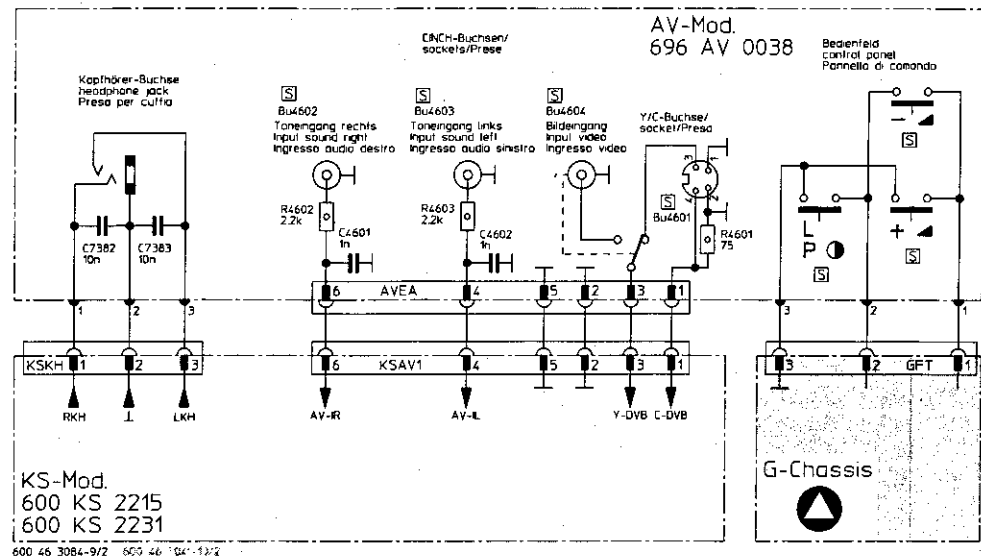 AV-Mod.
696 AV 0038
Bedienfeld
control panel
Pannello di comando
CINCH-Buchsen/
sockets/Prese
Kopfhörer-Buchse
headphone jack
Presa per cuffia
S
Bu4602
Toneingang rechts
Input sound right
Ingresso audio destro
S
Bu4603
Toneingang links
Input sound left
Ingresso audio sinistro
S
Bu4604
Bildeingang
Input video
Ingresso video
Y/C-Buchse/
socket/Presa
3 1
4 2
S
Bu4601
- S
L
P
S
+
S
R4602
2.2k
R4603
2.2k
R4601
75
C7382
10n
C7383
10n
C4601
1n
C4602
1n
6 AVEA 4 5 2 3 1
1 2 3
3 2 1
KSKH 1 2 3
6 KSAV1 4 5 2 3 1
3 2 GFT 1
RKH ⊥ LKH
AV-IR AV-IL Y-DVB C-DVB
KS-Mod.
600 KS 2215
600 KS 2231
G-Chassis
600 46 3084-9/2